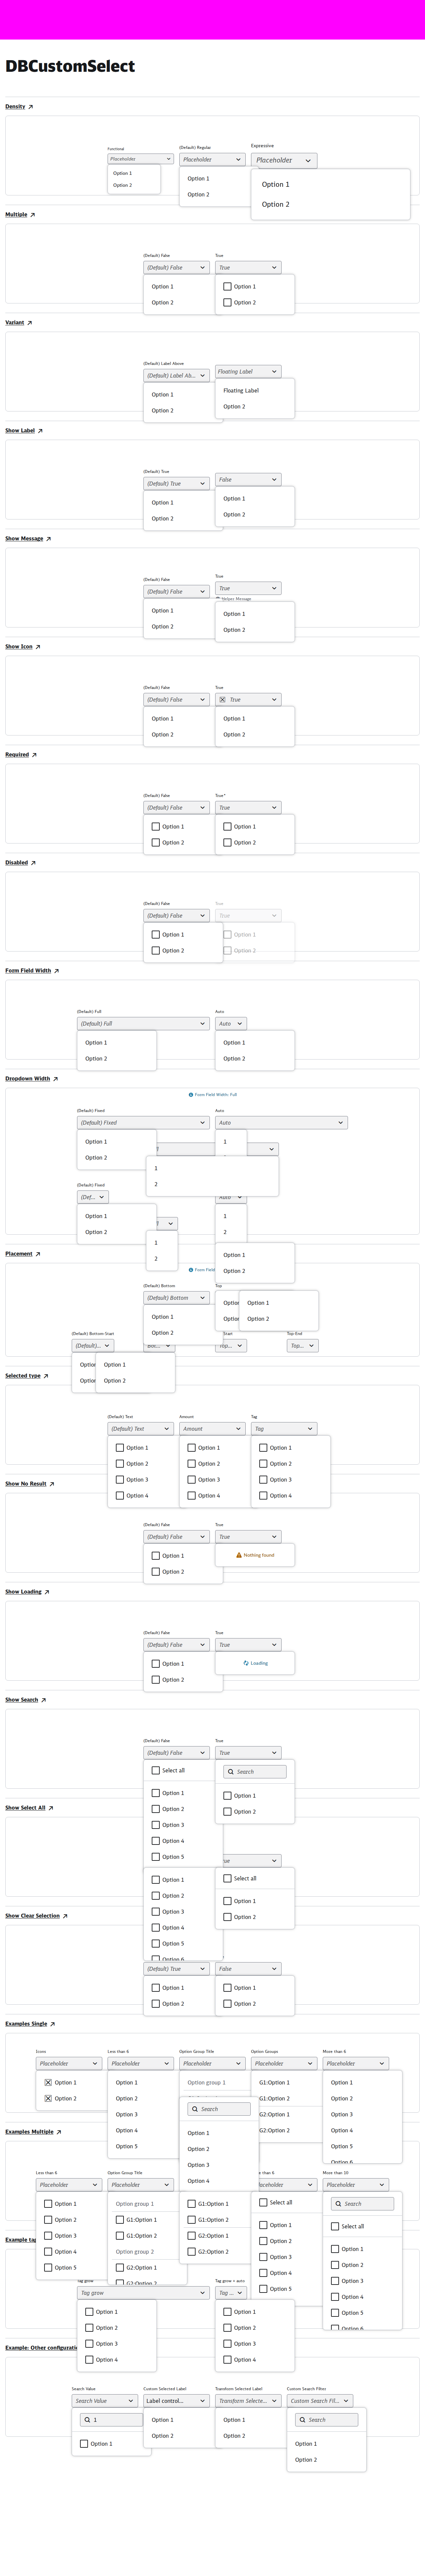 DBCustomSelect
Density
Functional
(Default) Regular
Expressive
Placeholder
Placeholder
Placeholder
Option 1
Option 2
Option 1
Option 2
Option 1
Option 2
Multiple
(Default) False
True
(Default) False
True
Option 1
Option 2
Option 1
Option 2
Variant
(Default) Label Above
(Default) Label Ab...
Floating Label
Option 1
Option 2
Floating Label
Option 2
Show Label
(Default) True
(Default) True
False
Option 1
Option 2
Option 1
Option 2
Show Message
(Default) False
True
(Default) False
True
Helper Message
Option 1
Option 2
Option 1
Option 2
Show Icon
(Default) False
True
(Default) False
True
Option 1
Option 2
Option 1
Option 2
Required
(Default) False
True*
(Default) False
True
Option 1
Option 2
Option 1
Option 2
Disabled
(Default) False
True
(Default) False
True
Option 1
Option 2
Option 1
Option 2
Form Field Width
(Default) Full
Auto
(Default) Full
Auto
Option 1
Option 2
Option 1
Option 2
Dropdown Width
Form Field Width: Full
(Default) Fixed
Auto
(Default) Fixed
Auto
Option 1
Option 2
1
1
2
(Default) Fixed
(Def...
Auto
Option 1
Option 2
1
2
1
2
Option 1
Option 2
Placement
Form Field
(Default) Bottom
Top
(Default) Bottom
Option 1
Option 2
Option 1
Option 2
(Default) Bottom-Start
Start
Top-End
(Default)...
Bot...
Top...
Top...
Option 1
Option 2
Selected type
(Default) Text
Amount
Tag
(Default) Text
Amount
Tag
Option 1
Option 2
Option 3
Option 4
Option 1
Option 2
Option 3
Option 4
Option 1
Option 2
Option 3
Option 4
Show No Result
(Default) False
True
(Default) False
True
Option 1
Option 2
Nothing found
Show Loading
(Default) False
True
(Default) False
True
Option 1
Option 2
Loading
Show Search
(Default) False
True
(Default) False
True
Select all
Option 1
Option 2
Option 3
Option 4
Option 5
Search
Option 1
Option 2
Show Select All
Option 1
Option 2
Option 3
Option 4
Option 5
Option 6
Select all
Option 1
Option 2
Show Clear Selection
(Default) True
False
Option 1
Option 2
Option 1
Option 2
Examples Single
Icons
Less than 6
Option Group Title
Option Groups
More than 6
Placeholder
Placeholder
Placeholder
Placeholder
Placeholder
Option 1
Option 2
Option 1
Option 2
Option 3
Option 4
Option 5
Option group 1
Search
Option 1
Option 2
Option 3
Option 4
G1:Option 1
G1:Option 2
G2:Option 1
G2:Option 2
Option 1
Option 2
Option 3
Option 4
Option 5
Option 6
Examples Multiple
Less than 6
Option Group Title
More than 10
Placeholder
Placeholder
Placeholder
Placeholder
Option 1
Option 2
Option 3
Option 4
Option 5
Option group 1
G1:Option 1
G1:Option 2
Option group 2
G2:Option 1
G2:Option 2
G1:Option 1
G1:Option 2
G2:Option 1
G2:Option 2
Select all
Option 1
Option 2
Option 3
Option 4
Option 5
Search
Select all
Option 1
Option 2
Option 3
Option 4
Option 5
Option 6
Example tag
Tag grow
Tag grow + auto
Tag grow
Tag ...
Option 1
Option 2
Option 3
Option 4
Option 1
Option 2
Option 3
Option 4
Example: Other configuratio
Search Value
Custom Selected Label
Transform Selected Label
Custom Search Filter
Search Value
Label control...
Transform Selecte...
Custom Search Fil...
1
Option 1
Option 1
Option 2
Option 1
Option 2
Search
Option 1
Option 2